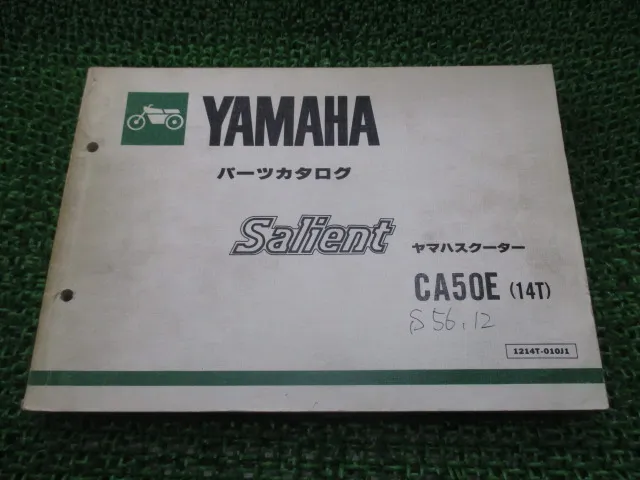 YAMAHA
パーツカタログ
Salient ヤマハスクーター
CA50E (14T)
S56.12
1214T-010J1